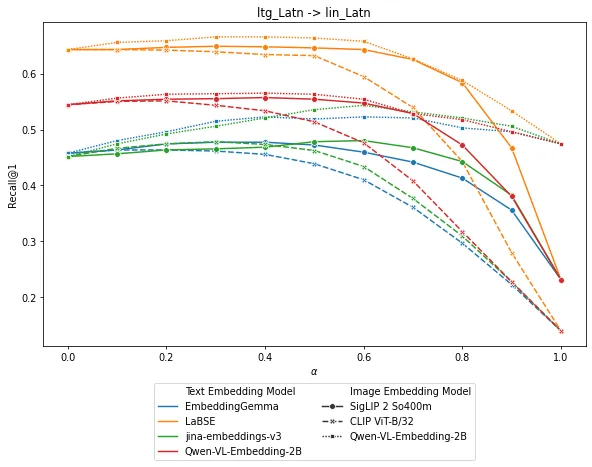 ltg_Latn -> lin_Latn
Recall@1
0.6
0.5
0.4
0.3
0.2
0.0 0.2 0.4 0.6 0.8 1.0
α
Text Embedding Model Image Embedding Model
EmbeddingGemma SigLIP 2 So400m
LaBSE CLIP ViT-B/32
jina-embeddings-v3 Qwen-VL-Embedding-2B
Qwen-VL-Embedding-2B